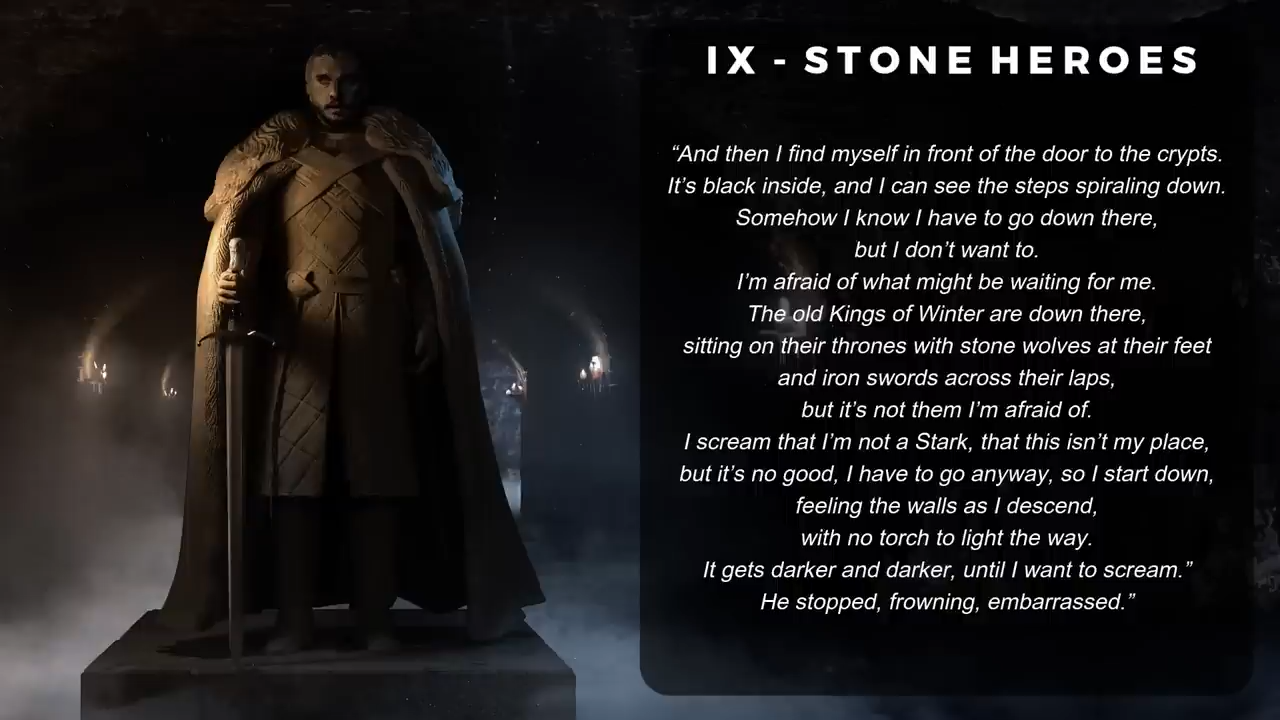 IX - STONE HEROES
“And then I find myself in front of the door to the crypts.
It’s black inside, and I can see the steps spiraling down.
Somehow I know I have to go down there,
but I don’t want to.
I’m afraid of what might be waiting for me.
The old Kings of Winter are down there,
sitting on their thrones with stone wolves at their feet
and iron swords across their laps,
but it’s not them I’m afraid of.
I scream that I’m not a Stark, that this isn’t my place,
but it’s no good, I have to go anyway, so I start down,
feeling the walls as I descend,
with no torch to light the way.
It gets darker and darker, until I want to scream.”
He stopped, frowning, embarrassed.”